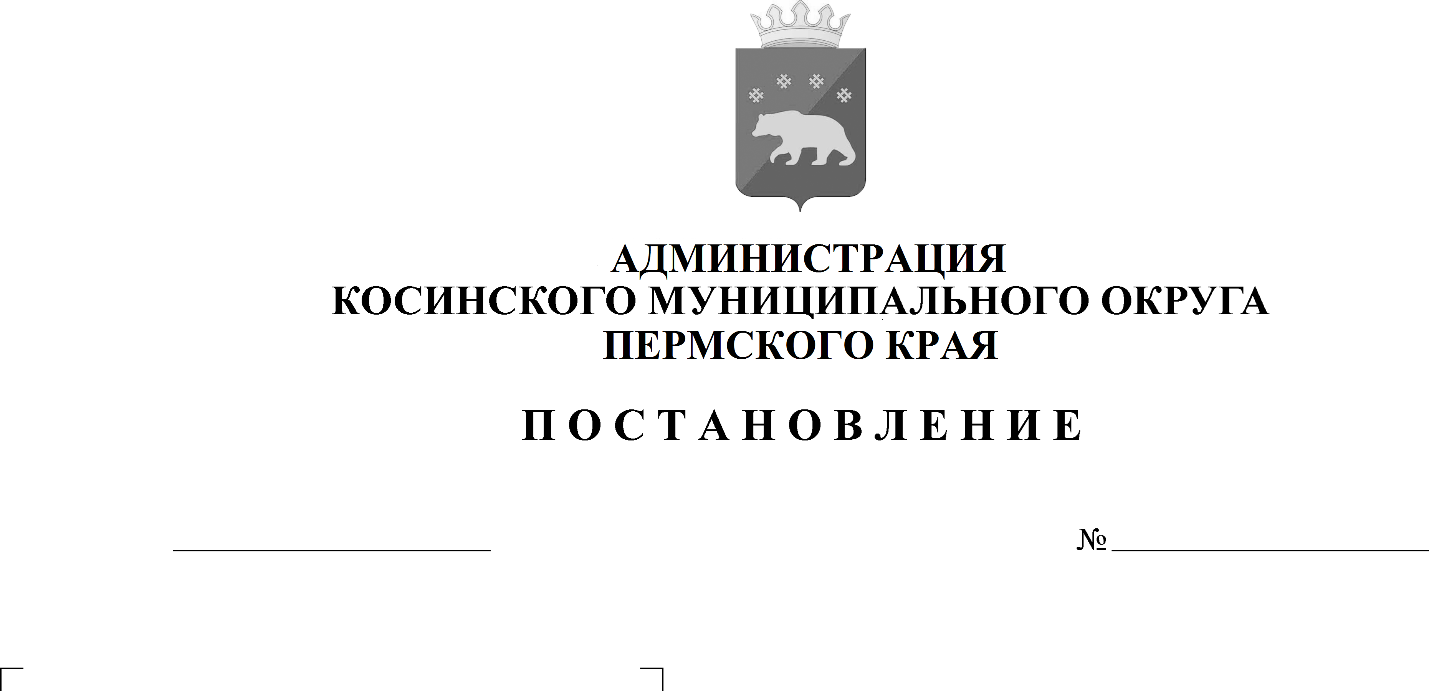 АДМИНИСТРАЦИЯ
КОСИНСКОГО МУНИЦИПАЛЬНОГО ОКРУГА
ПЕРМСКОГО КРАЯ
П О С Т А Н О В Л Е Н И Е
№